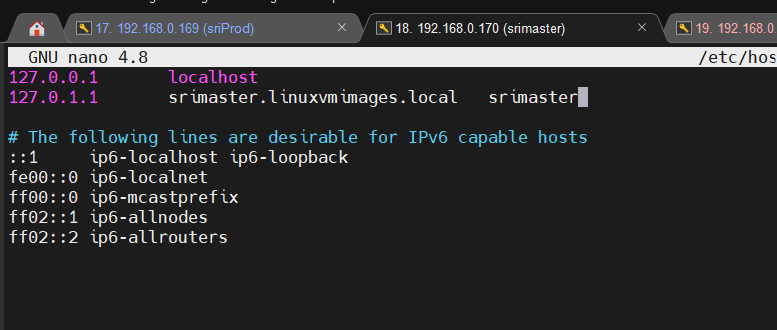 17. 192.168.0.169 (sriProd)
18. 192.168.0.170 (srimaster)
19. 192.168.0.
GNU nano 4.8 /etc/hos
127.0.0.1 localhost
127.0.1.1 srimaster.linuxvmimages.local srimaster
# The following lines are desirable for IPv6 capable hosts
::1 ip6-localhost ip6-loopback
fe00::0 ip6-localnet
ff00::0 ip6-mcastprefix
ff02::1 ip6-allnodes
ff02::2 ip6-allrouters